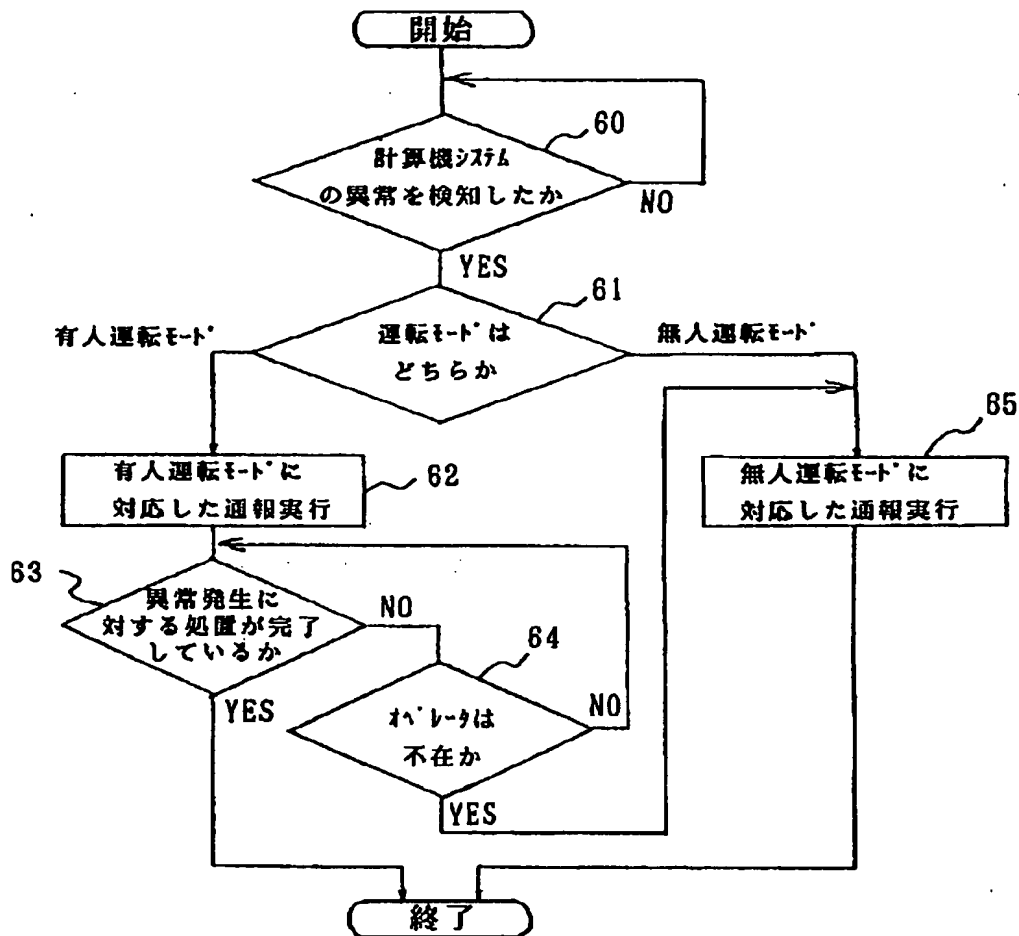 開始
60
計算機ｼｽﾃﾑ
の異常を検知したか
NO
YES
61
有人運転ﾓｰﾄﾞ
運転ﾓｰﾄﾞは
どちらか
無人運転ﾓｰﾄﾞ
有人運転ﾓｰﾄﾞに
対応した通報実行
62
無人運転ﾓｰﾄﾞに
対応した通報実行
65
63
異常発生に
対する処置が完了
しているか
NO
YES
64
ｵﾍﾟﾚｰﾀは
不在か
NO
YES
終了